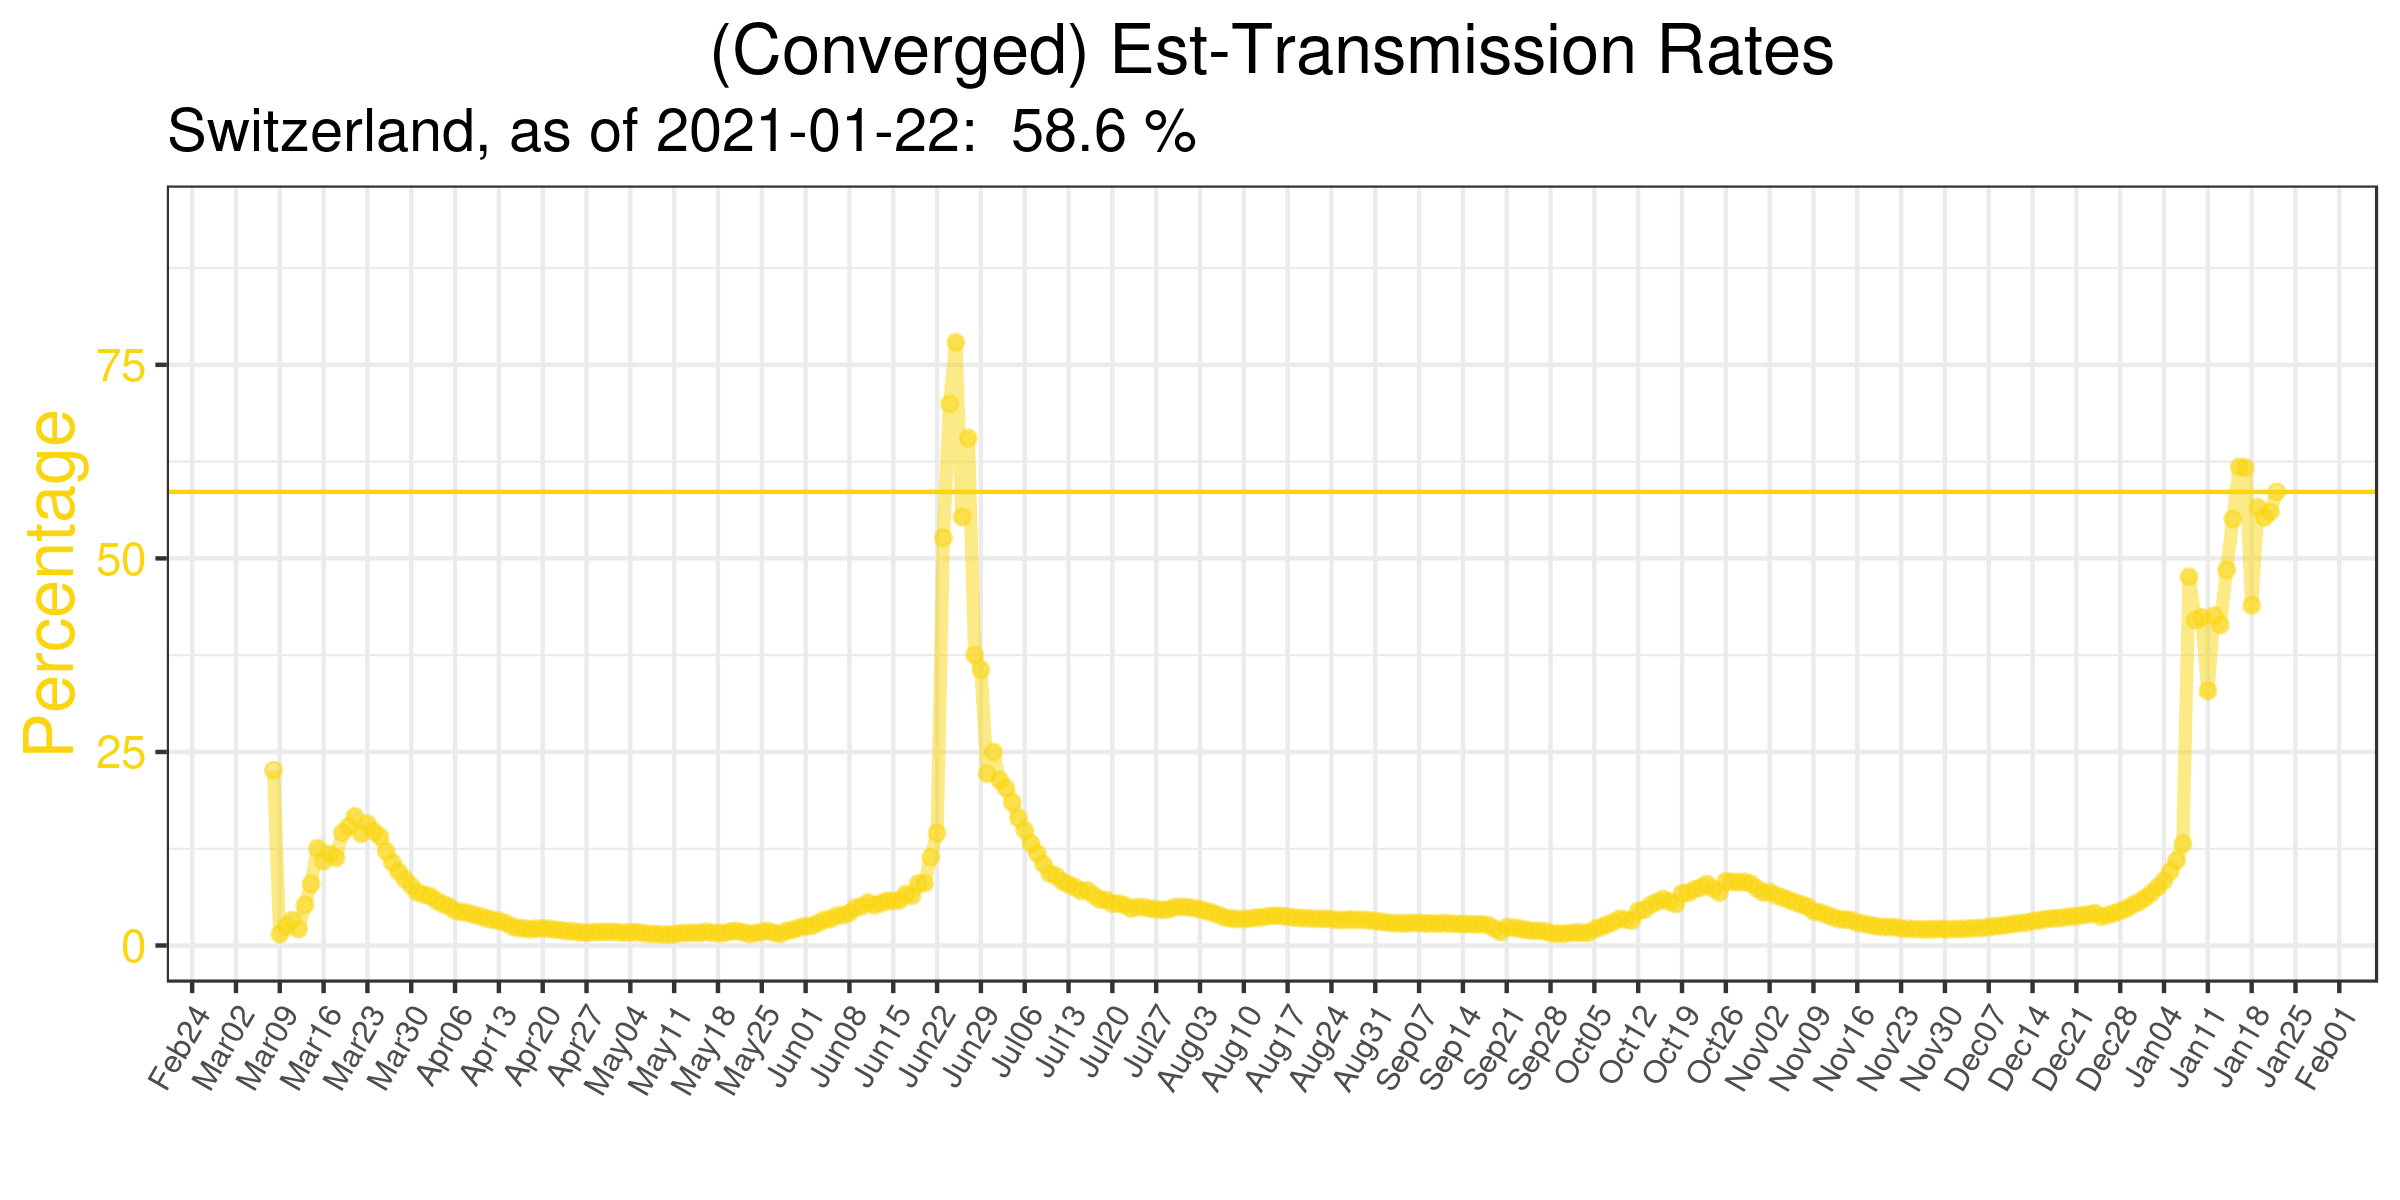 (Converged) Est-Transmission Rates
Switzerland, as of 2021-01-22:  58.6 %
Percentage
75
50
25
0
Feb24
Mar02
Mar09
Mar16
Mar23
Mar30
Apr06
Apr13
Apr20
Apr27
May04
May11
May18
May25
Jun01
Jun08
Jun15
Jun22
Jun29
Jul06
Jul13
Jul20
Jul27
Aug03
Aug10
Aug17
Aug24
Aug31
Sep07
Sep14
Sep21
Sep28
Oct05
Oct12
Oct19
Oct26
Nov02
Nov09
Nov16
Nov23
Nov30
Dec07
Dec14
Dec21
Dec28
Jan04
Jan11
Jan18
Jan25
Feb01